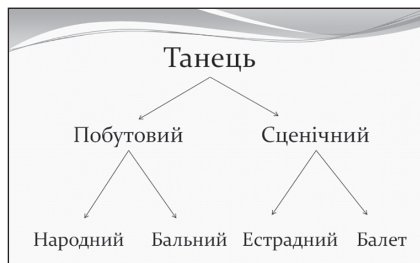 Танець
Побутовий Сценічний
Народний Бальний Естрадний Балет